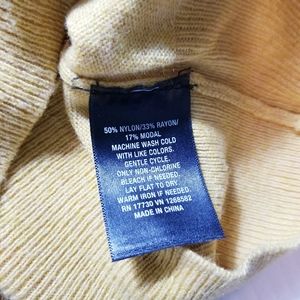 50% NYLON/33% RAYON/
17% MODAL
MACHINE WASH COLD
WITH LIKE COLORS.
GENTLE CYCLE.
ONLY NON-CHLORINE
BLEACH IF NEEDED.
LAY FLAT TO DRY.
WARM IRON IF NEEDED.
RN 17730 VN 1268582
MADE IN CHINA